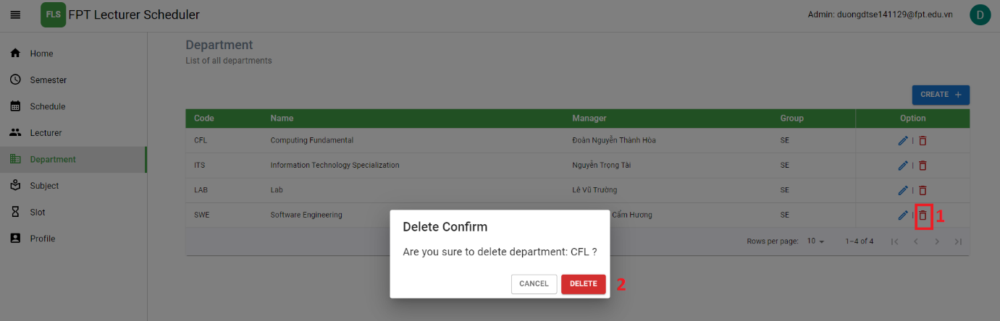 FLS FPT Lecturer Scheduler
Admin: duongdtse141129@fpt.edu.vn D
Home
Semester
Schedule
Lecturer
Department
Subject
Slot
Profile
Department
List of all departments
CREATE +
Code Name Manager Group Option
CFL Computing Fundamental Đoàn Nguyễn Thành Hòa SE |
ITS Information Technology Specialization Nguyễn Trọng Tài SE |
LAB Lab Lê Vũ Trường SE |
SWE Software Engineering Cẩm Hương SE | 1
Rows per page: 10 1–4 of 4
Delete Confirm
Are you sure to delete department: CFL ?
CANCEL DELETE 2